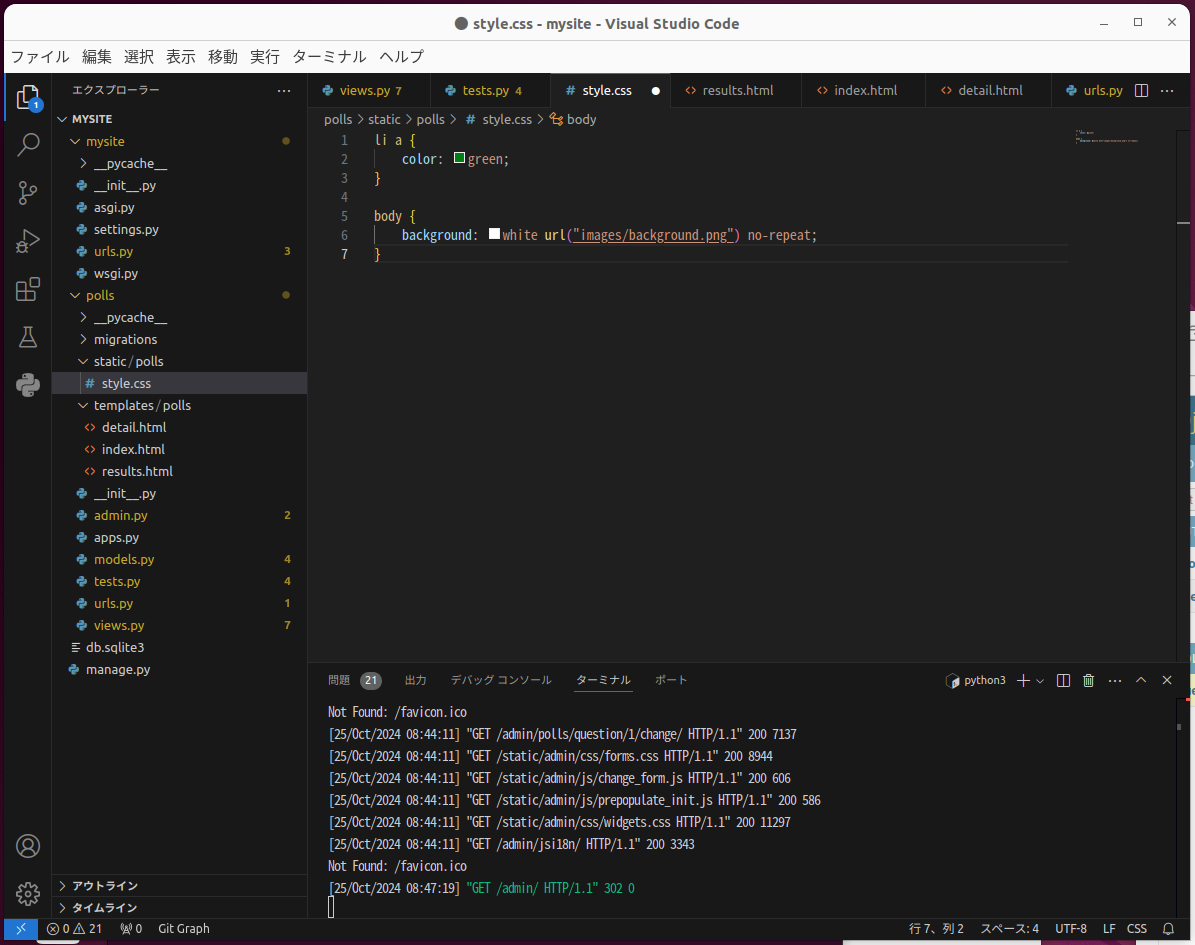 style.css - mysite - Visual Studio Code
ファイル 編集 選択 表示 移動 実行 ターミナル ヘルプ
1
エクスプローラー
MYSITE
mysite
__pycache__
__init__.py
asgi.py
settings.py
urls.py 3
wsgi.py
polls
__pycache__
migrations
static/polls
# style.css
templates/polls
detail.html
index.html
results.html
__init__.py
admin.py 2
apps.py
models.py 4
tests.py 4
urls.py 1
views.py 7
db.sqlite3
manage.py
アウトライン
タイムライン
views.py 7 tests.py 4 # style.css results.html index.html detail.html urls.py
polls > static > polls > # style.css > body
1 li a {
2 color: green;
3 }
4
5 body {
6 background: white url("images/background.png") no-repeat;
7 }
問題 21 出力 デバッグ コンソール ターミナル ポート python3
Not Found: /favicon.ico
[25/Oct/2024 08:44:11] "GET /admin/polls/question/1/change/ HTTP/1.1" 200 7137
[25/Oct/2024 08:44:11] "GET /static/admin/css/forms.css HTTP/1.1" 200 8944
[25/Oct/2024 08:44:11] "GET /static/admin/js/change_form.js HTTP/1.1" 200 606
[25/Oct/2024 08:44:11] "GET /static/admin/js/prepopulate_init.js HTTP/1.1" 200 586
[25/Oct/2024 08:44:11] "GET /static/admin/css/widgets.css HTTP/1.1" 200 11297
[25/Oct/2024 08:44:11] "GET /admin/jsi18n/ HTTP/1.1" 200 3343
Not Found: /favicon.ico
[25/Oct/2024 08:47:19] "GET /admin/ HTTP/1.1" 302 0
0 21 0 Git Graph 行 7、列 2 スペース: 4 UTF-8 LF CSS